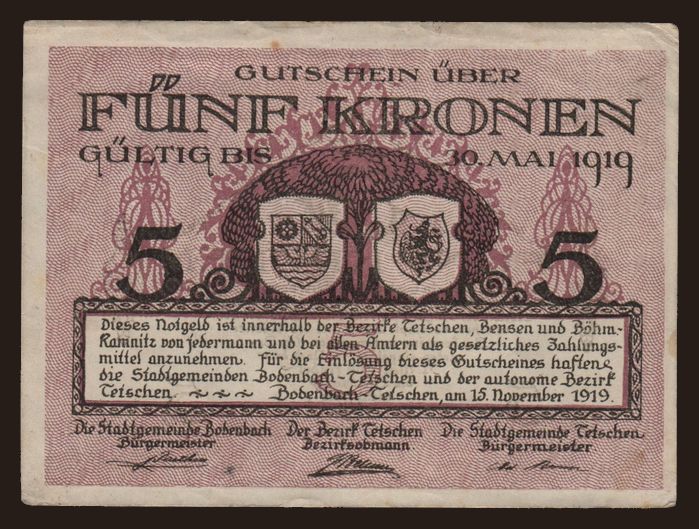 GUTSCHEIN ÜBER
FÜNF KRONEN
GÜLTIG BIS 30. MAI 1919
5 5
Dieses Notgeld ist innerhalb der Bezirke Tetschen, Bensen und Böhm.-
Kamnitz von jedermann und bei allen Ämtern als gesetzliches Zahlungs-
mittel anzunehmen. Für die Einlösung dieses Gutscheines haften
die Stadtgemeinden Bodenbach-Tetschen und der autonome Bezirk
Tetschen. ~ ~ ~ Bodenbach-Tetschen, am 15. November 1919.
Die Stadtgemeinde Bodenbach Der Bezirk Tetschen Die Stadtgemeinde Tetschen
Bürgermeister Bezirksobmann Bürgermeister